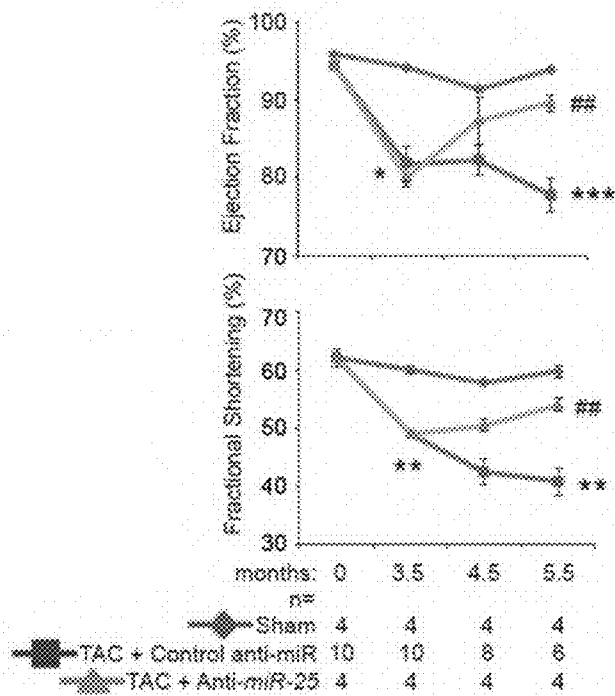 Ejection Fraction (%)
100
90
80
70
*
##
***
Fractional Shortening (%)
70
60
50
40
30
**
##
**
months: 0 3.5 4.5 5.5
n=
Sham 4 4 4 4
TAC + Control anti-miR 10 10 8 6
TAC + Anti-miR-25 4 4 4 4